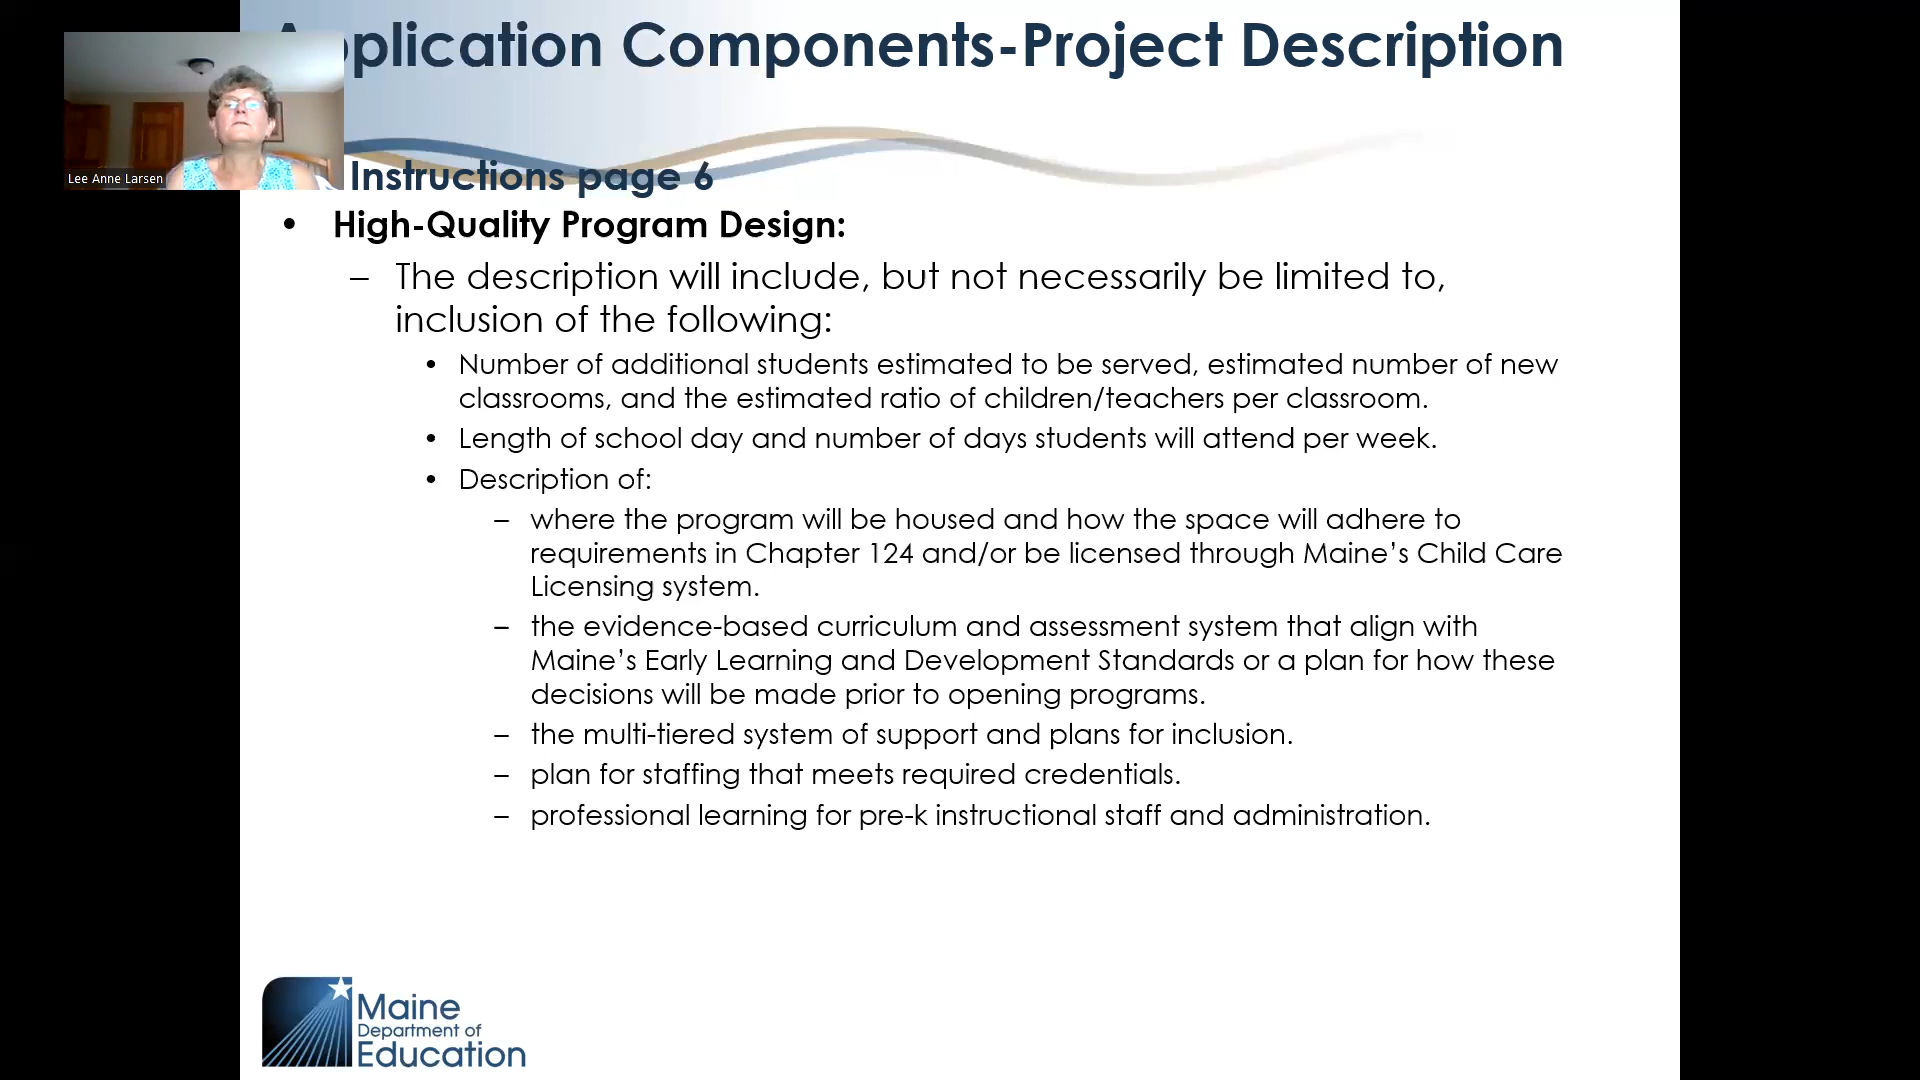 Application Components-Project Description
Lee Anne Larsen
Instructions page 6
• High-Quality Program Design:
– The description will include, but not necessarily be limited to,
inclusion of the following:
• Number of additional students estimated to be served, estimated number of new
classrooms, and the estimated ratio of children/teachers per classroom.
• Length of school day and number of days students will attend per week.
• Description of:
– where the program will be housed and how the space will adhere to
requirements in Chapter 124 and/or be licensed through Maine’s Child Care
Licensing system.
– the evidence-based curriculum and assessment system that align with
Maine’s Early Learning and Development Standards or a plan for how these
decisions will be made prior to opening programs.
– the multi-tiered system of support and plans for inclusion.
– plan for staffing that meets required credentials.
– professional learning for pre-k instructional staff and administration.
Maine
Department of
Education